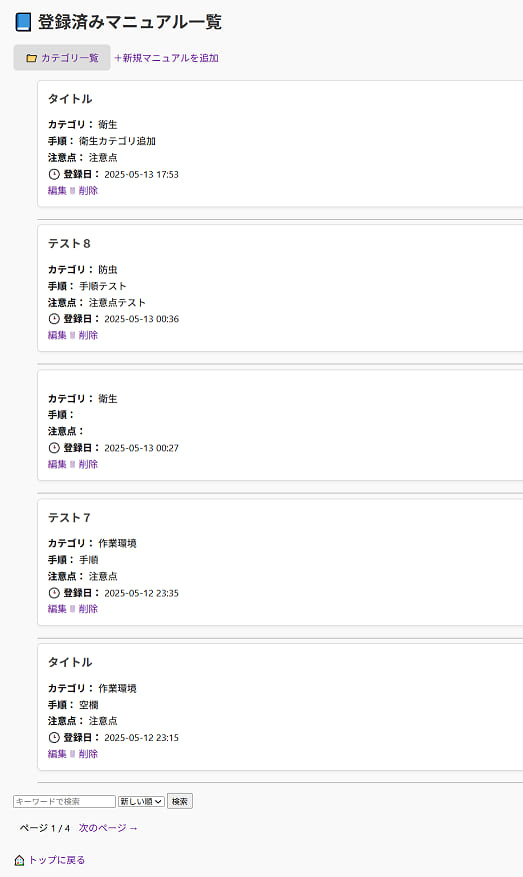 登録済みマニュアル一覧
カテゴリ一覧 ＋新規マニュアルを追加
タイトル
カテゴリ： 衛生
手順： 衛生カテゴリ追加
注意点： 注意点
登録日： 2025-05-13 17:53
編集 削除
テスト８
カテゴリ： 防虫
手順： 手順テスト
注意点： 注意点テスト
登録日： 2025-05-13 00:36
編集 削除
カテゴリ： 衛生
手順：
注意点：
登録日： 2025-05-13 00:27
編集 削除
テスト７
カテゴリ： 作業環境
手順： 手順
注意点： 注意点
登録日： 2025-05-12 23:35
編集 削除
タイトル
カテゴリ： 作業環境
手順： 空欄
注意点： 注意点
登録日： 2025-05-12 23:15
編集 削除
キーワードで検索 新しい順 検索
ページ 1 / 4 次のページ →
トップに戻る